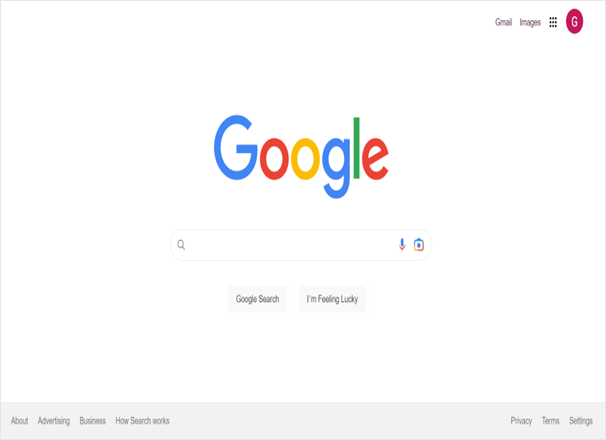 Gmail Images G
Google
Google Search I'm Feeling Lucky
About Advertising Business How Search works Privacy Terms Settings